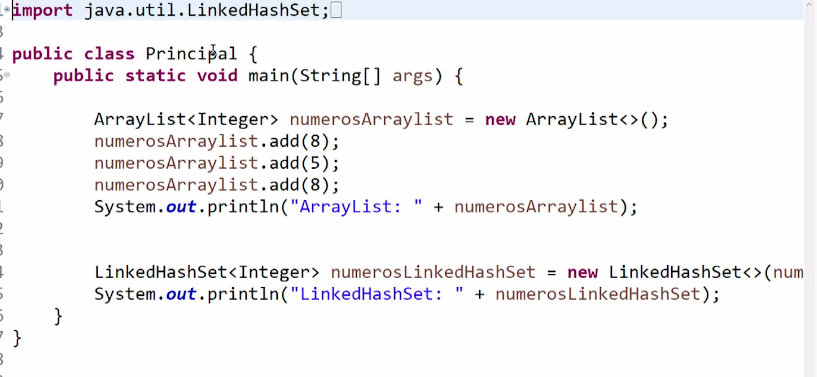 import java.util.LinkedHashSet;
public class Principal {
public static void main(String[] args) {
ArrayList<Integer> numerosArraylist = new ArrayList<>();
numerosArraylist.add(8);
numerosArraylist.add(5);
numerosArraylist.add(8);
System.out.println("ArrayList: " + numerosArraylist);
LinkedHashSet<Integer> numerosLinkedHashSet = new LinkedHashSet<>(num
System.out.println("LinkedHashSet: " + numerosLinkedHashSet);
}
}